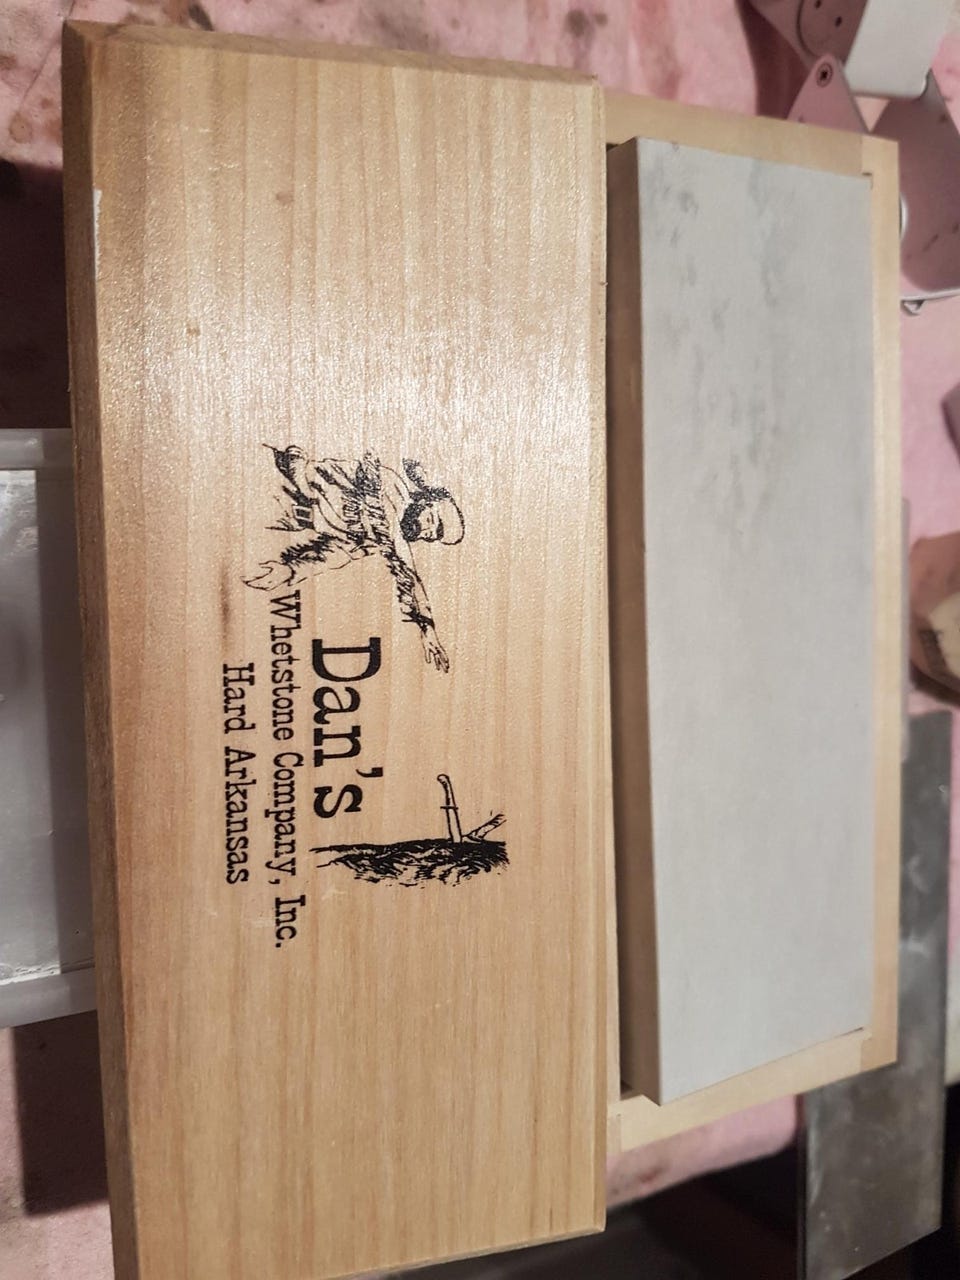 Dan's
Whetstone Company, Inc.
Hard Arkansas